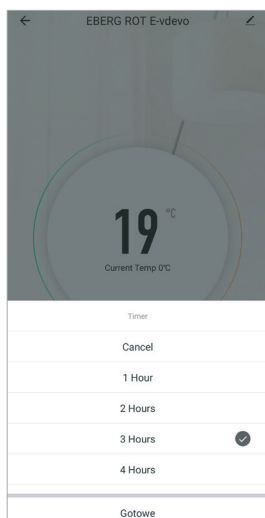 EBERG ROT E-vdevo
19 °C
Current Temp 0°C
Timer
Cancel
1 Hour
2 Hours
3 Hours
4 Hours
Gotowe